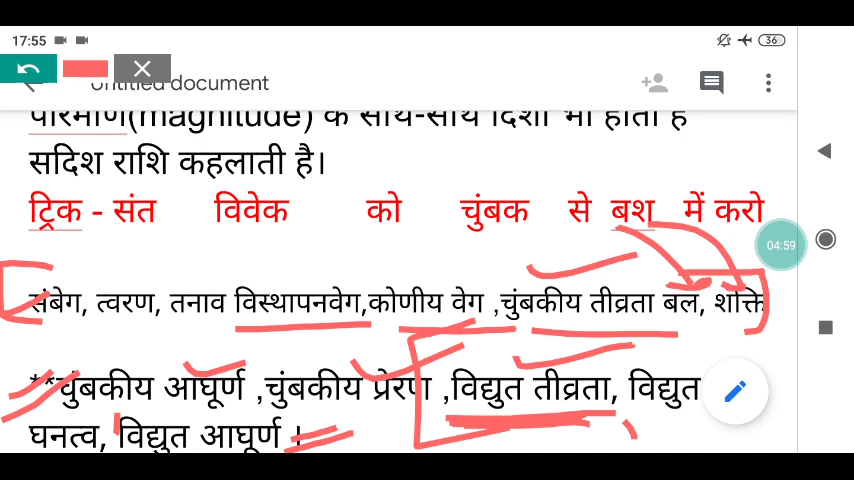 17:55 36
Untitled document
परिमाण(magnitude) के साथ-साथ दिशा भी होती है
सदिश राशि कहलाती है।
ट्रिक - संत विवेक को चुंबक से बश में करो
04:59
संबेग, त्वरण, तनाव विस्थापनवेग,कोणीय वेग ,चुंबकीय तीव्रता बल, शक्ति
**चुंबकीय आघूर्ण ,चुंबकीय प्रेरण ,विद्युत तीव्रता, विद्युत
घनत्व, विद्युत आघूर्ण ।